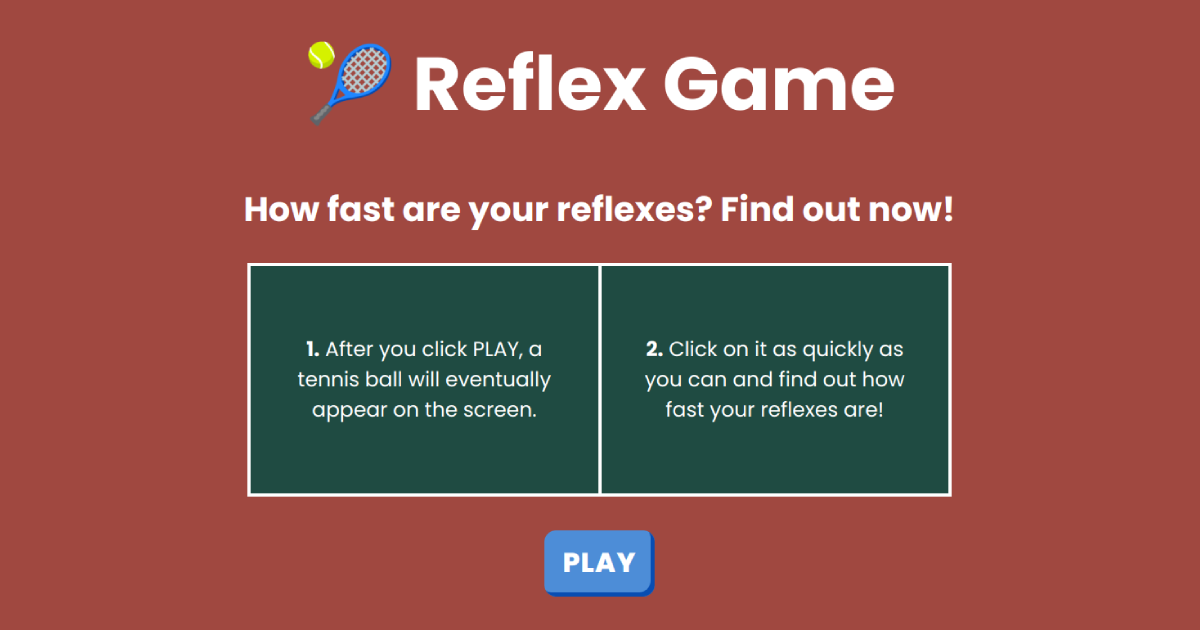 Reflex Game
How fast are your reflexes? Find out now!
1. After you click PLAY, a
tennis ball will eventually
appear on the screen.
2. Click on it as quickly as
you can and find out how
fast your reflexes are!
PLAY